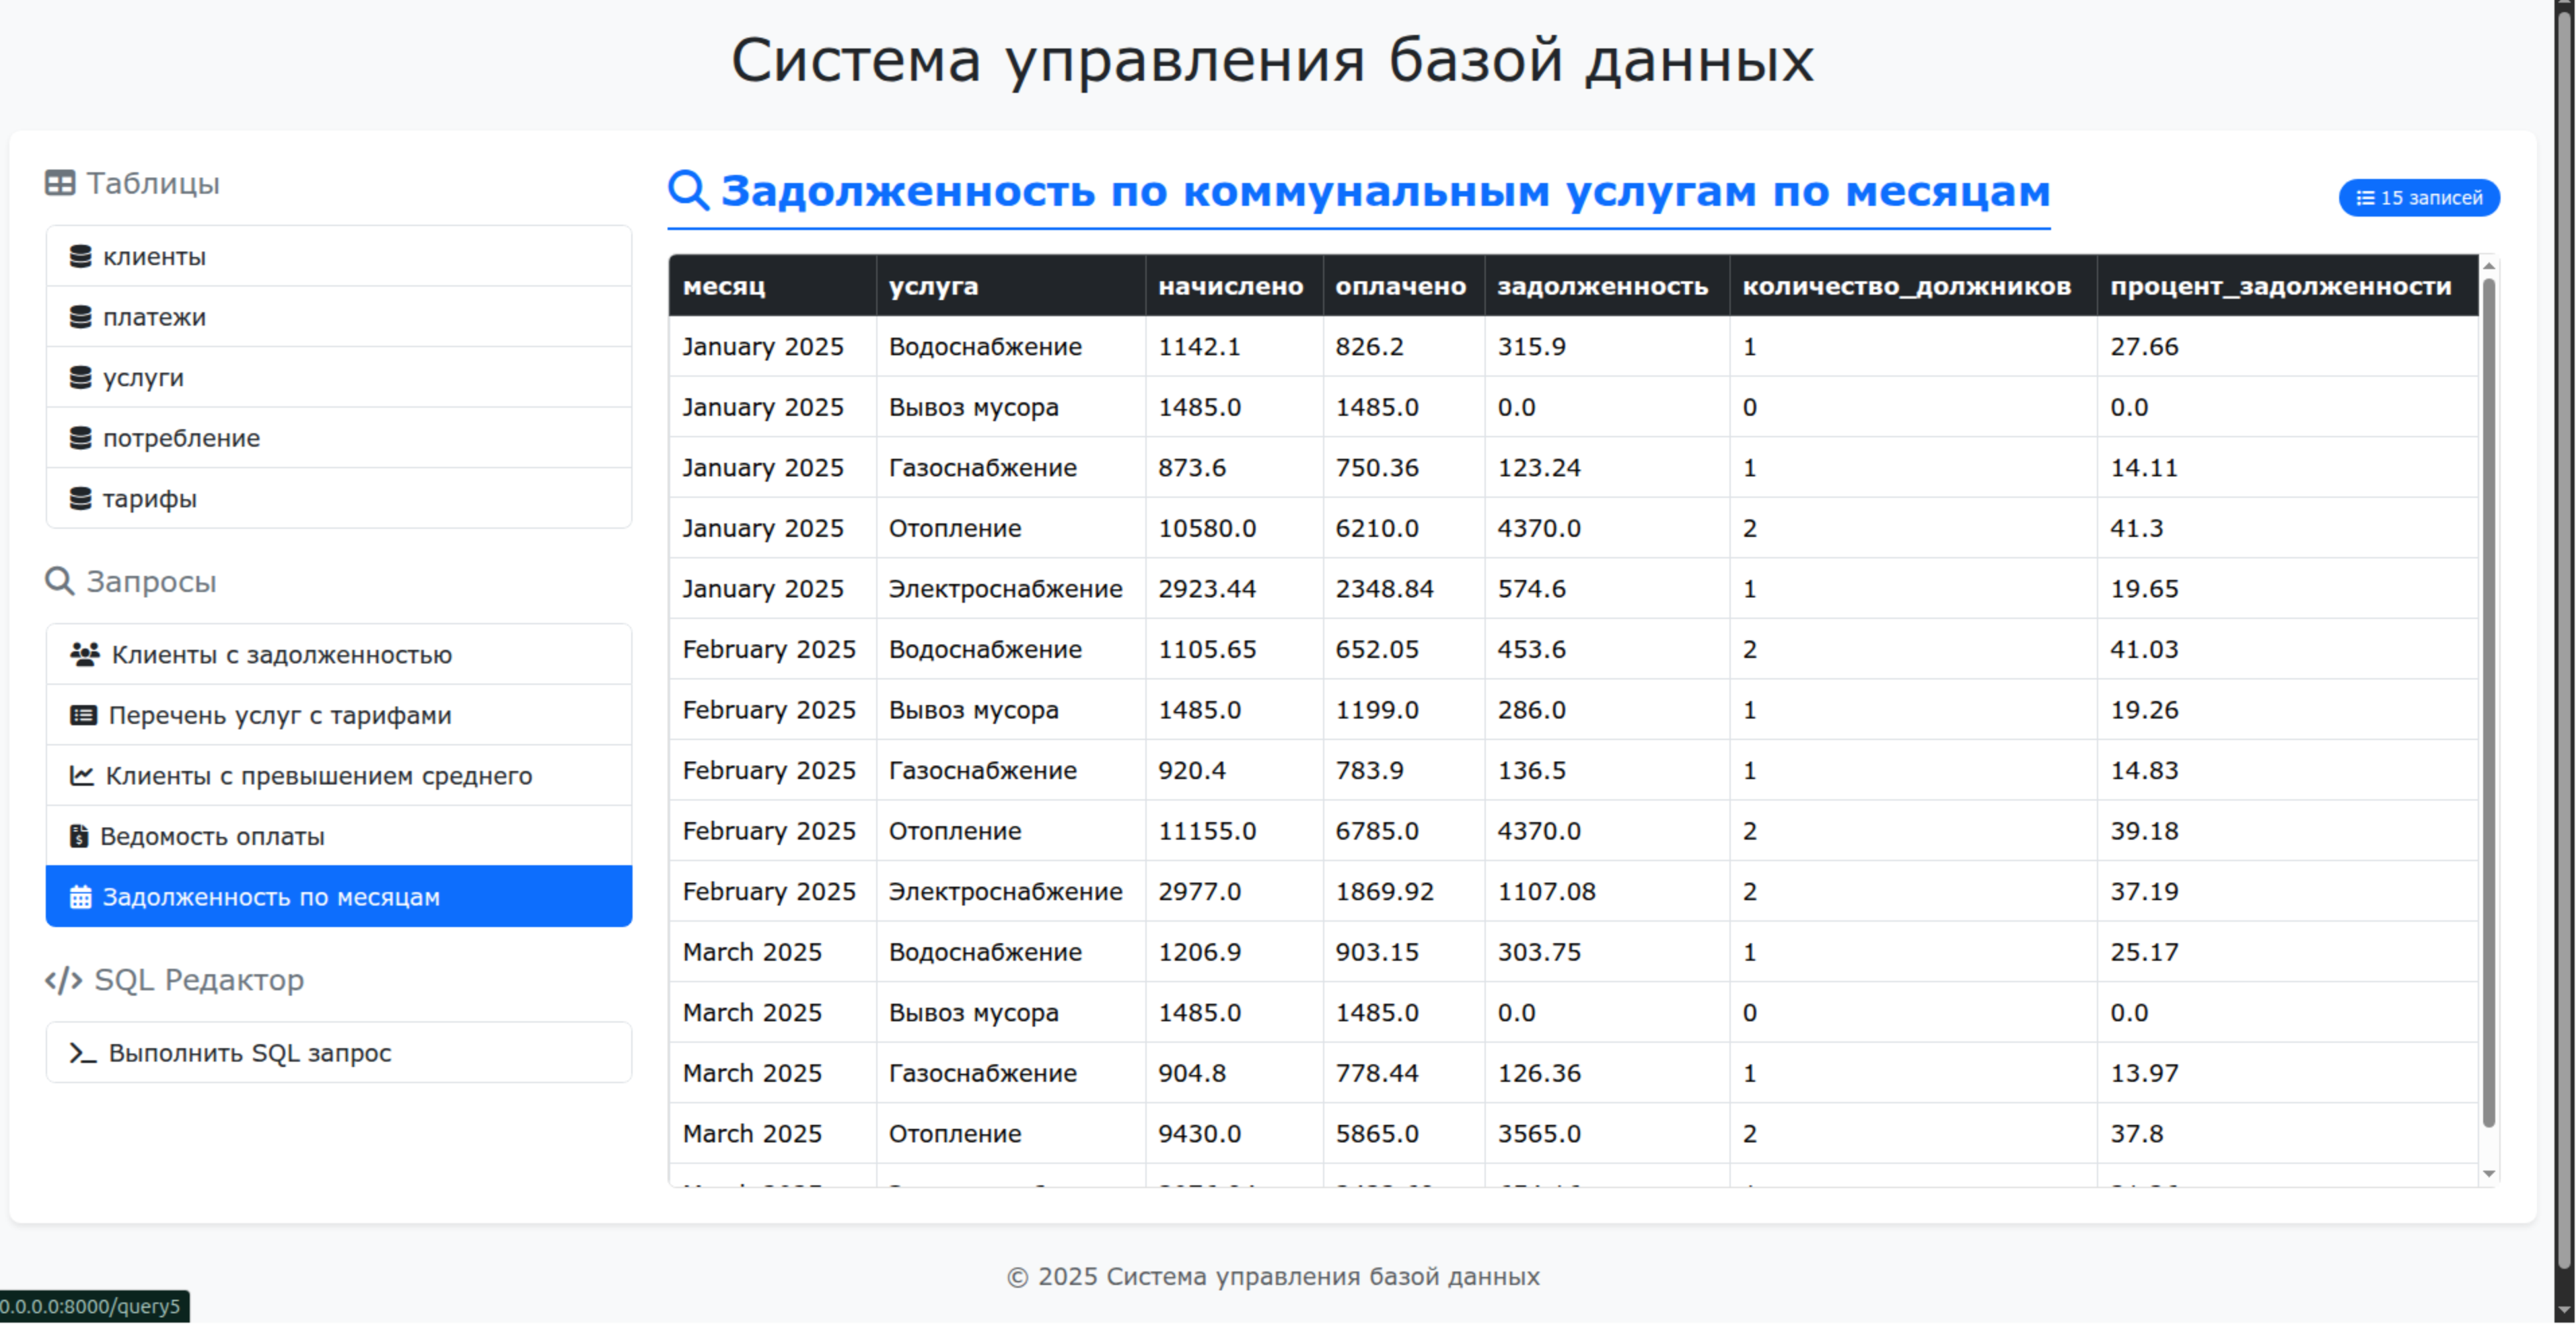 Система управления базой данных
Таблицы
клиенты
платежи
услуги
потребление
тарифы
Запросы
Клиенты с задолженностью
Перечень услуг с тарифами
Клиенты с превышением среднего
Ведомость оплаты
Задолженность по месяцам
SQL Редактор
Выполнить SQL запрос
Задолженность по коммунальным услугам по месяцам
15 записей
месяц услуга начислено оплачено задолженность количество_должников процент_задолженности
January 2025 Водоснабжение 1142.1 826.2 315.9 1 27.66
January 2025 Вывоз мусора 1485.0 1485.0 0.0 0 0.0
January 2025 Газоснабжение 873.6 750.36 123.24 1 14.11
January 2025 Отопление 10580.0 6210.0 4370.0 2 41.3
January 2025 Электроснабжение 2923.44 2348.84 574.6 1 19.65
February 2025 Водоснабжение 1105.65 652.05 453.6 2 41.03
February 2025 Вывоз мусора 1485.0 1199.0 286.0 1 19.26
February 2025 Газоснабжение 920.4 783.9 136.5 1 14.83
February 2025 Отопление 11155.0 6785.0 4370.0 2 39.18
February 2025 Электроснабжение 2977.0 1869.92 1107.08 2 37.19
March 2025 Водоснабжение 1206.9 903.15 303.75 1 25.17
March 2025 Вывоз мусора 1485.0 1485.0 0.0 0 0.0
March 2025 Газоснабжение 904.8 778.44 126.36 1 13.97
March 2025 Отопление 9430.0 5865.0 3565.0 2 37.8
© 2025 Система управления базой данных
0.0.0.0:8000/query5